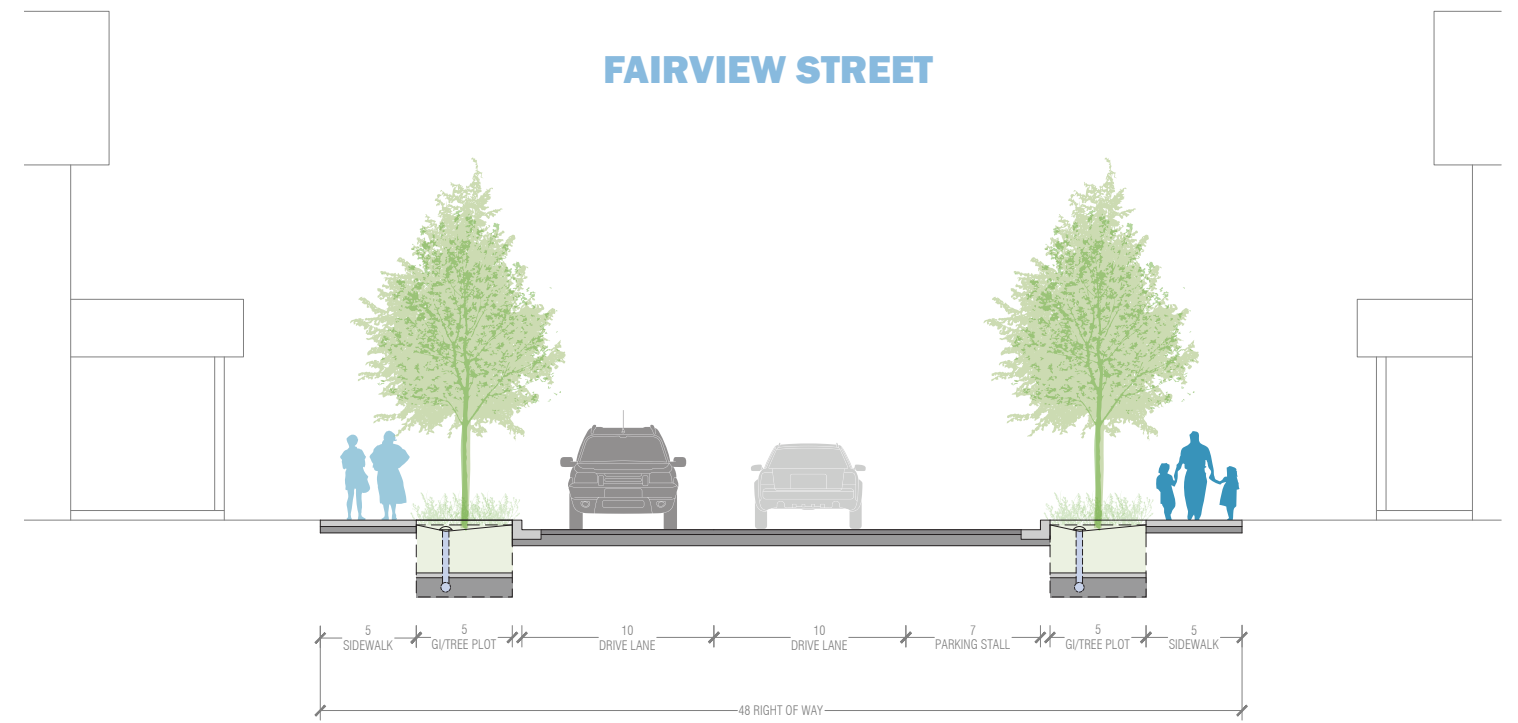 FAIRVIEW STREET
5
SIDEWALK
5
GI/TREE PLOT
10
DRIVE LANE
10
DRIVE LANE
7
PARKING STALL
5
GI/TREE PLOT
5
SIDEWALK
48 RIGHT OF WAY